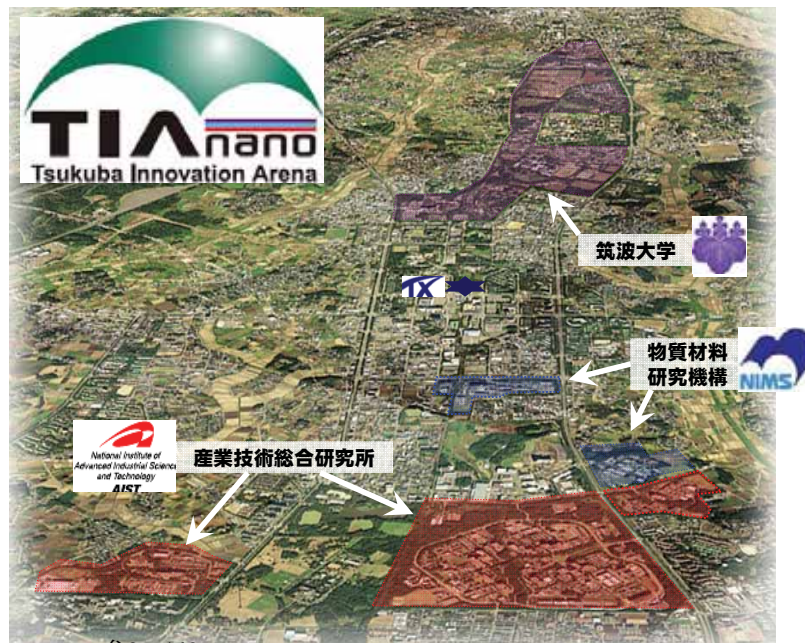 TIA nano
Tsukuba Innovation Arena
筑波大学
TX
物質材料
研究機構
NIMS
National Institute of
Advanced Industrial Science
and Technology
AIST
産業技術総合研究所